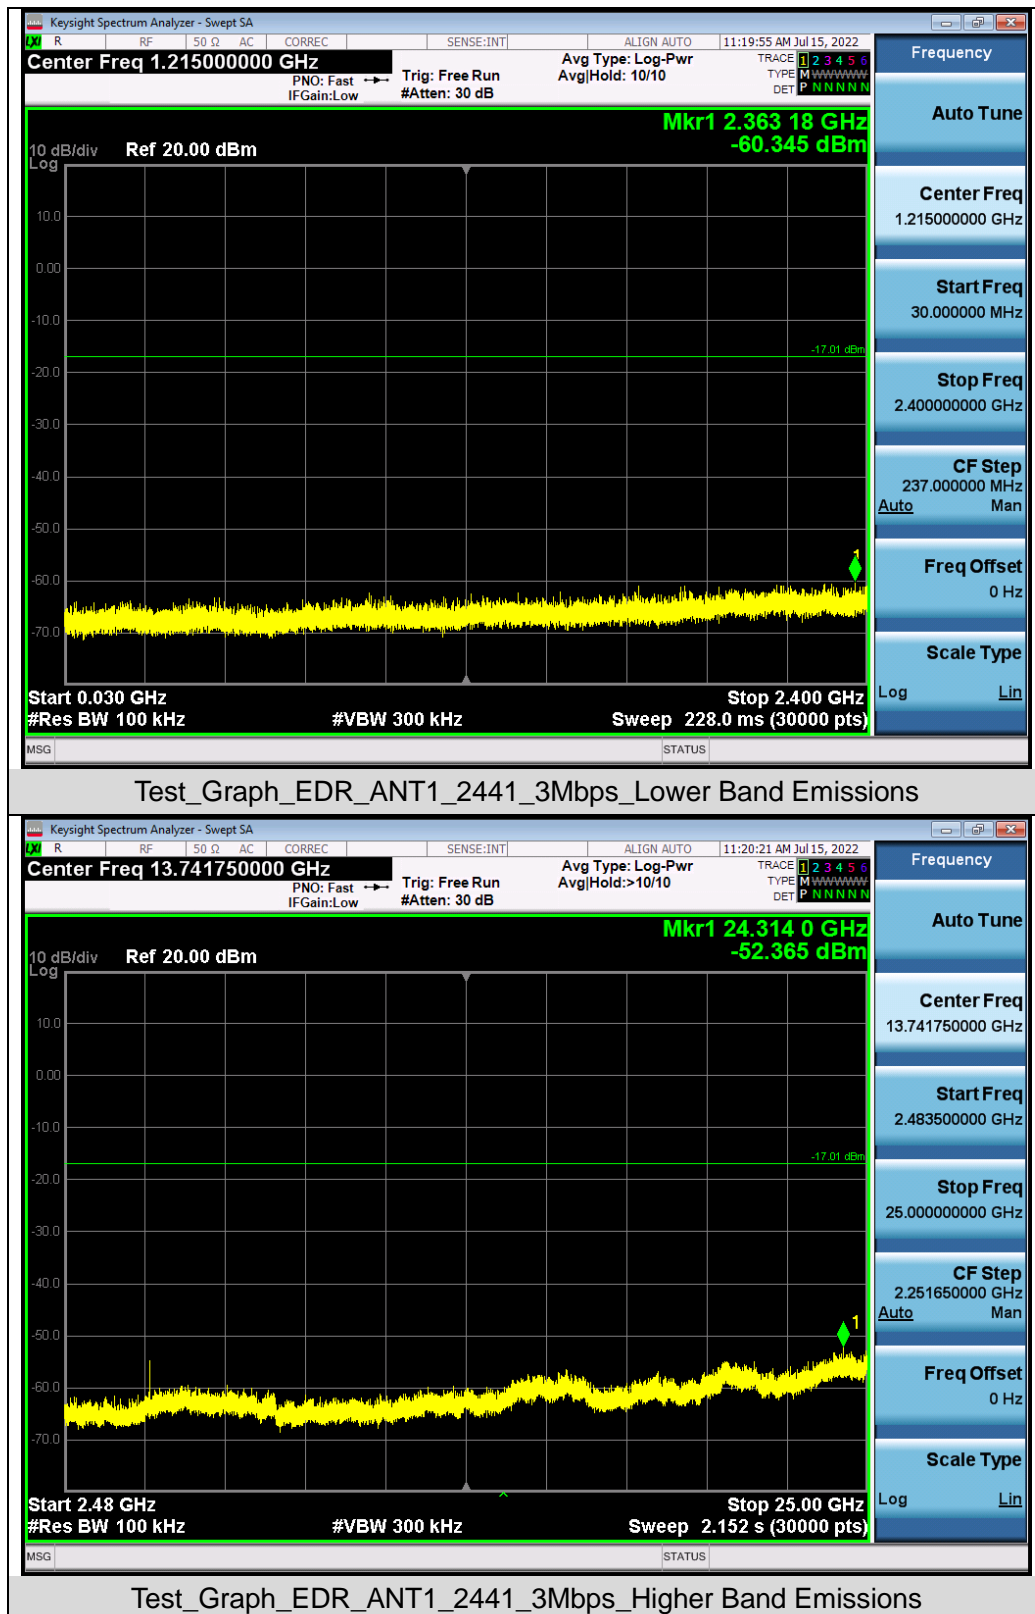 Keysight Spectrum Analyzer - Swept SA
LXI R RF 50 Ω AC CORREC SENSE:INT ALIGN AUTO 11:19:55 AM Jul 15, 2022
Center Freq 1.215000000 GHz
PNO: Fast
IFGain:Low
Trig: Free Run
#Atten: 30 dB
Avg Type: Log-Pwr
Avg|Hold: 10/10
TRACE 1 2 3 4 5 6
TYPE M WWWWW
DET P N N N N N
Mkr1 2.363 18 GHz
-60.345 dBm
10 dB/div Ref 20.00 dBm
Log
10.0
0.00
-10.0
-17.01 dBm
-20.0
-30.0
-40.0
-50.0
1
-60.0
-70.0
Start 0.030 GHz Stop 2.400 GHz
#Res BW 100 kHz #VBW 300 kHz Sweep 228.0 ms (30000 pts)
MSG STATUS
Frequency
Auto Tune
Center Freq
1.215000000 GHz
Start Freq
30.000000 MHz
Stop Freq
2.400000000 GHz
CF Step
237.000000 MHz
Auto Man
Freq Offset
0 Hz
Scale Type
Log Lin
Test_Graph_EDR_ANT1_2441_3Mbps_Lower Band Emissions
Keysight Spectrum Analyzer - Swept SA
LXI R RF 50 Ω AC CORREC SENSE:INT ALIGN AUTO 11:20:21 AM Jul 15, 2022
Center Freq 13.741750000 GHz
PNO: Fast
IFGain:Low
Trig: Free Run
#Atten: 30 dB
Avg Type: Log-Pwr
Avg|Hold:>10/10
TRACE 1 2 3 4 5 6
TYPE M WWWWW
DET P N N N N N
Mkr1 24.314 0 GHz
-52.365 dBm
10 dB/div Ref 20.00 dBm
Log
10.0
0.00
-10.0
-17.01 dBm
-20.0
-30.0
-40.0
1
-50.0
-60.0
-70.0
Start 2.48 GHz Stop 25.00 GHz
#Res BW 100 kHz #VBW 300 kHz Sweep 2.152 s (30000 pts)
MSG STATUS
Frequency
Auto Tune
Center Freq
13.741750000 GHz
Start Freq
2.483500000 GHz
Stop Freq
25.000000000 GHz
CF Step
2.251650000 GHz
Auto Man
Freq Offset
0 Hz
Scale Type
Log Lin
Test_Graph_EDR_ANT1_2441_3Mbps_Higher Band Emissions